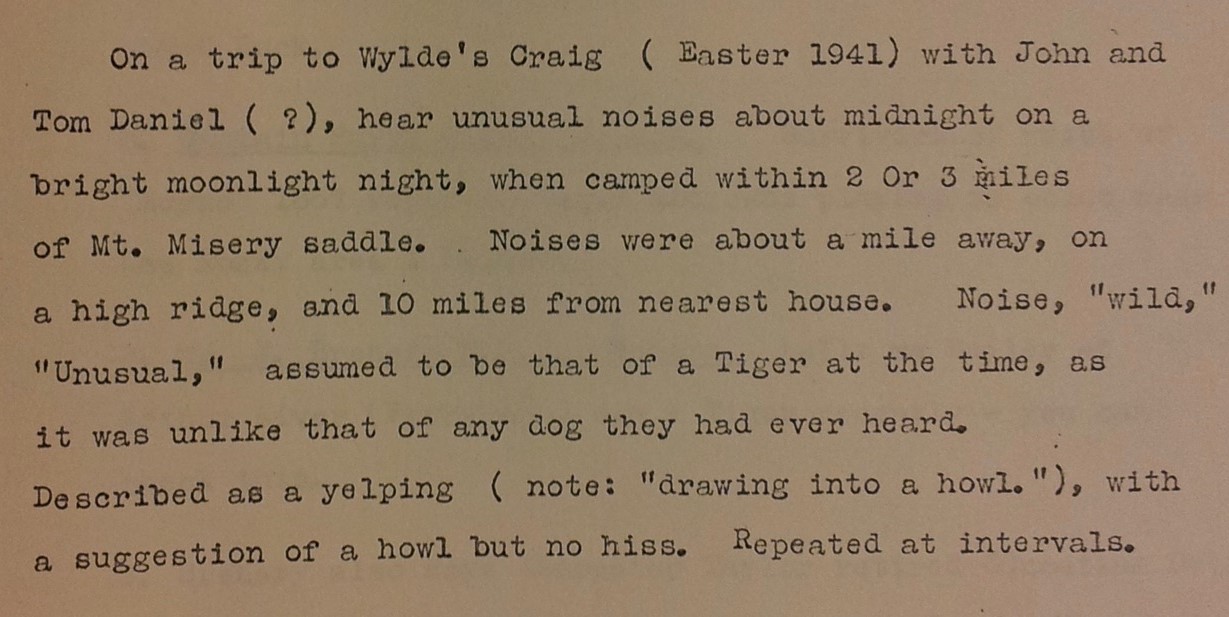 On a trip to Wylde's Craig ( Easter 1941) with John and
Tom Daniel ( ?), hear unusual noises about midnight on a
bright moonlight night, when camped within 2 Or 3 miles
of Mt. Misery saddle. . Noises were about a mile away, on
a high ridge, and 10 miles from nearest house. Noise, "wild,"
"Unusual," assumed to be that of a Tiger at the time, as
it was unlike that of any dog they had ever heard.
Described as a yelping ( note: "drawing into a howl."), with
a suggestion of a howl but no hiss. Repeated at intervals.